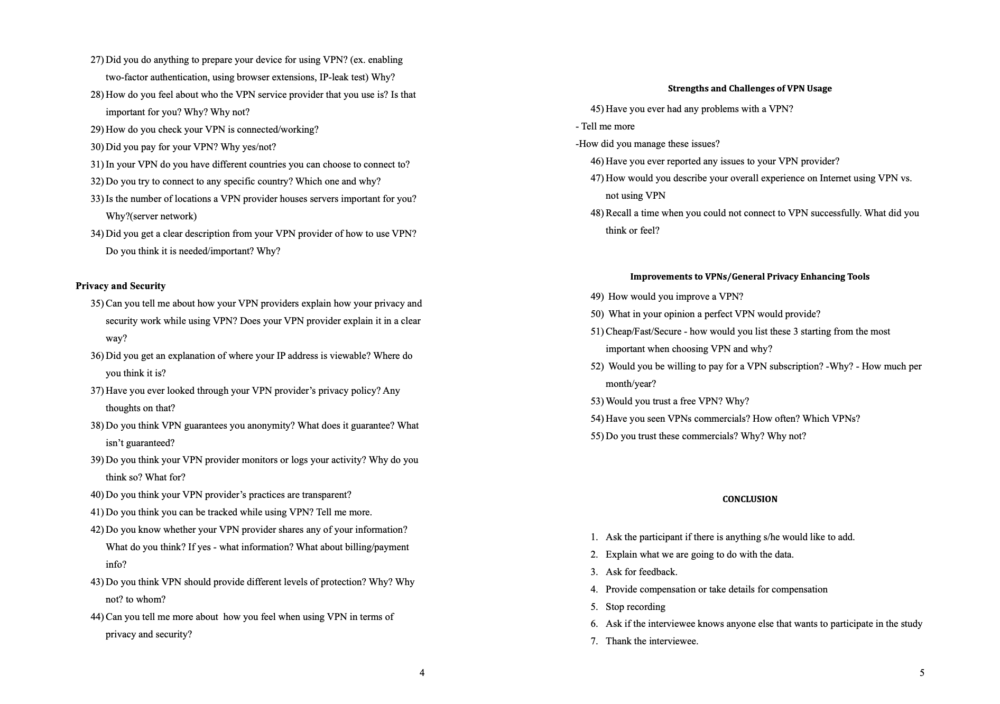 27) Did you do anything to prepare your device for using VPN? (ex. enabling
two-factor authentication, using browser extensions, IP-leak test) Why?
28) How do you feel about who the VPN service provider that you use is? Is that
important for you? Why? Why not?
29) How do you check your VPN is connected/working?
30) Did you pay for your VPN? Why yes/not?
31) In your VPN do you have different countries you can choose to connect to?
32) Do you try to connect to any specific country? Which one and why?
33) Is the number of locations a VPN provider houses servers important for you?
Why?(server network)
34) Did you get a clear description from your VPN provider of how to use VPN?
Do you think it is needed/important? Why?
Privacy and Security
35) Can you tell me about how your VPN providers explain how your privacy and
security work while using VPN? Does your VPN provider explain it in a clear
way?
36) Did you get an explanation of where your IP address is viewable? Where do
you think it is?
37) Have you ever looked through your VPN provider’s privacy policy? Any
thoughts on that?
38) Do you think VPN guarantees you anonymity? What does it guarantee? What
isn’t guaranteed?
39) Do you think your VPN provider monitors or logs your activity? Why do you
think so? What for?
40) Do you think your VPN provider’s practices are transparent?
41) Do you think you can be tracked while using VPN? Tell me more.
42) Do you know whether your VPN provider shares any of your information?
What do you think? If yes - what information? What about billing/payment
info?
43) Do you think VPN should provide different levels of protection? Why? Why
not? to whom?
44) Can you tell me more about  how you feel when using VPN in terms of
privacy and security?
4
Strengths and Challenges of VPN Usage
45) Have you ever had any problems with a VPN?
- Tell me more
-How did you manage these issues?
46) Have you ever reported any issues to your VPN provider?
47) How would you describe your overall experience on Internet using VPN vs.
not using VPN
48) Recall a time when you could not connect to VPN successfully. What did you
think or feel?
Improvements to VPNs/General Privacy Enhancing Tools
49)  How would you improve a VPN?
50)  What in your opinion a perfect VPN would provide?
51) Cheap/Fast/Secure - how would you list these 3 starting from the most
important when choosing VPN and why?
52)  Would you be willing to pay for a VPN subscription? -Why? - How much per
month/year?
53) Would you trust a free VPN? Why?
54) Have you seen VPNs commercials? How often? Which VPNs?
55) Do you trust these commercials? Why? Why not?
CONCLUSION
1. Ask the participant if there is anything s/he would like to add.
2. Explain what we are going to do with the data.
3. Ask for feedback.
4. Provide compensation or take details for compensation
5. Stop recording
6. Ask if the interviewee knows anyone else that wants to participate in the study
7. Thank the interviewee.
5